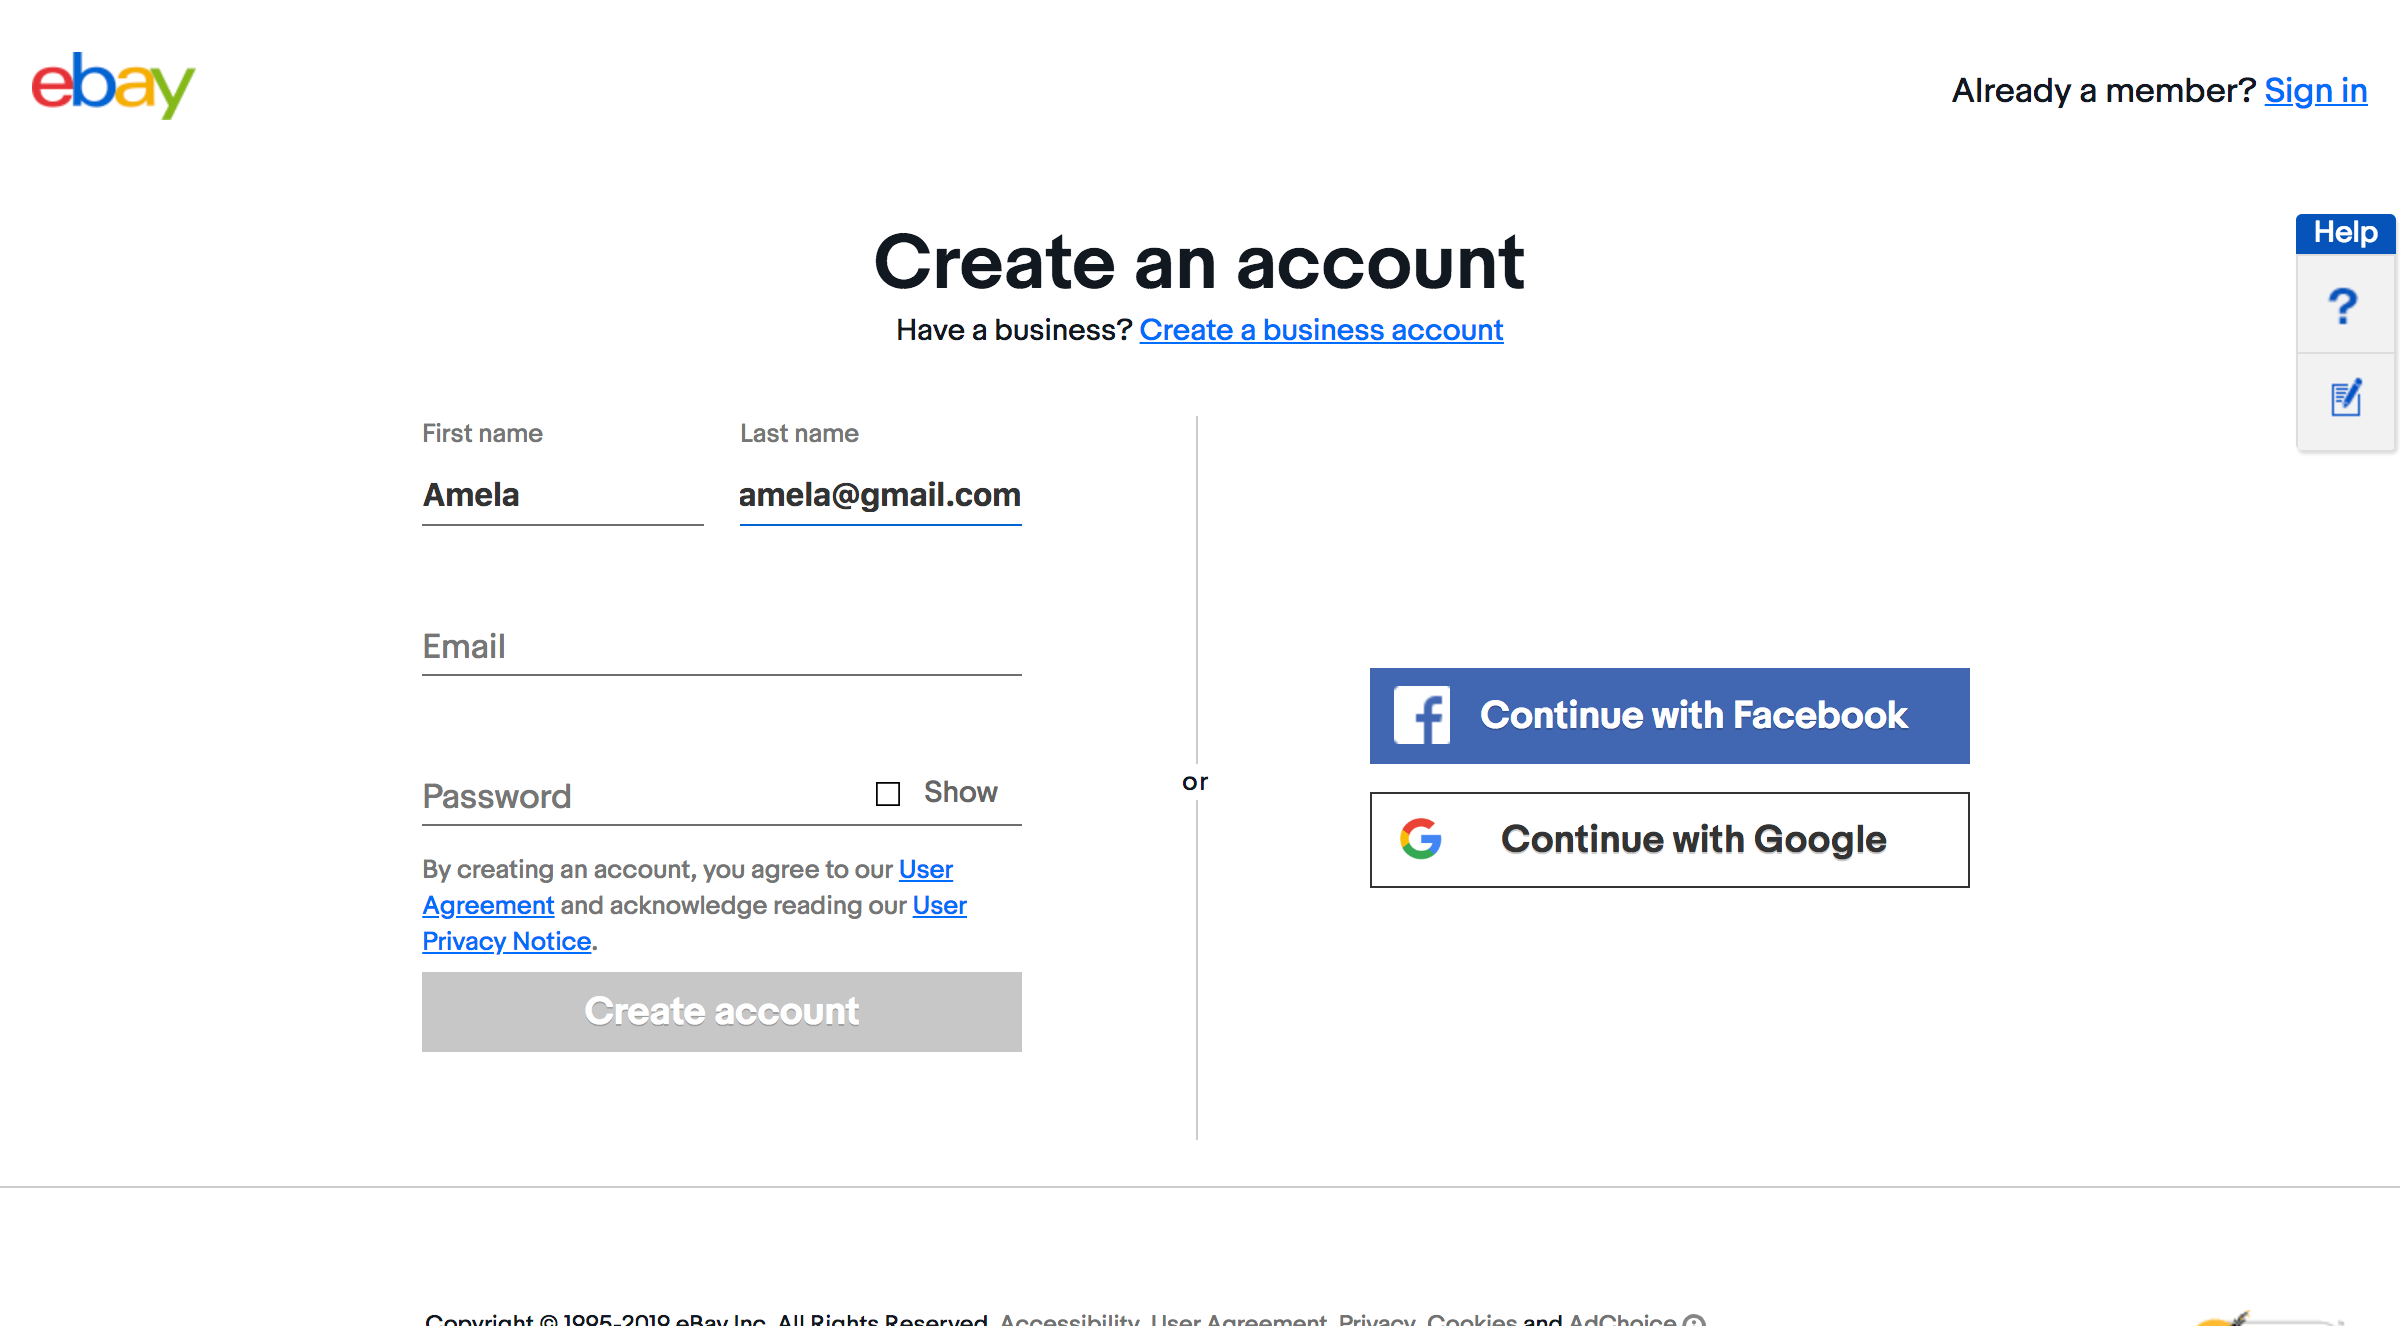 ebay
Already a member? Sign in
Help
?
Create an account
Have a business? Create a business account
First name
Last name
Amela
amela@gmail.com
Email
Password
Show
By creating an account, you agree to our User
Agreement and acknowledge reading our User
Privacy Notice.
Create account
or
f Continue with Facebook
G Continue with Google
Copyright © 1995-2019 eBay Inc. All Rights Reserved. Accessibility, User Agreement, Privacy, Cookies and AdChoice